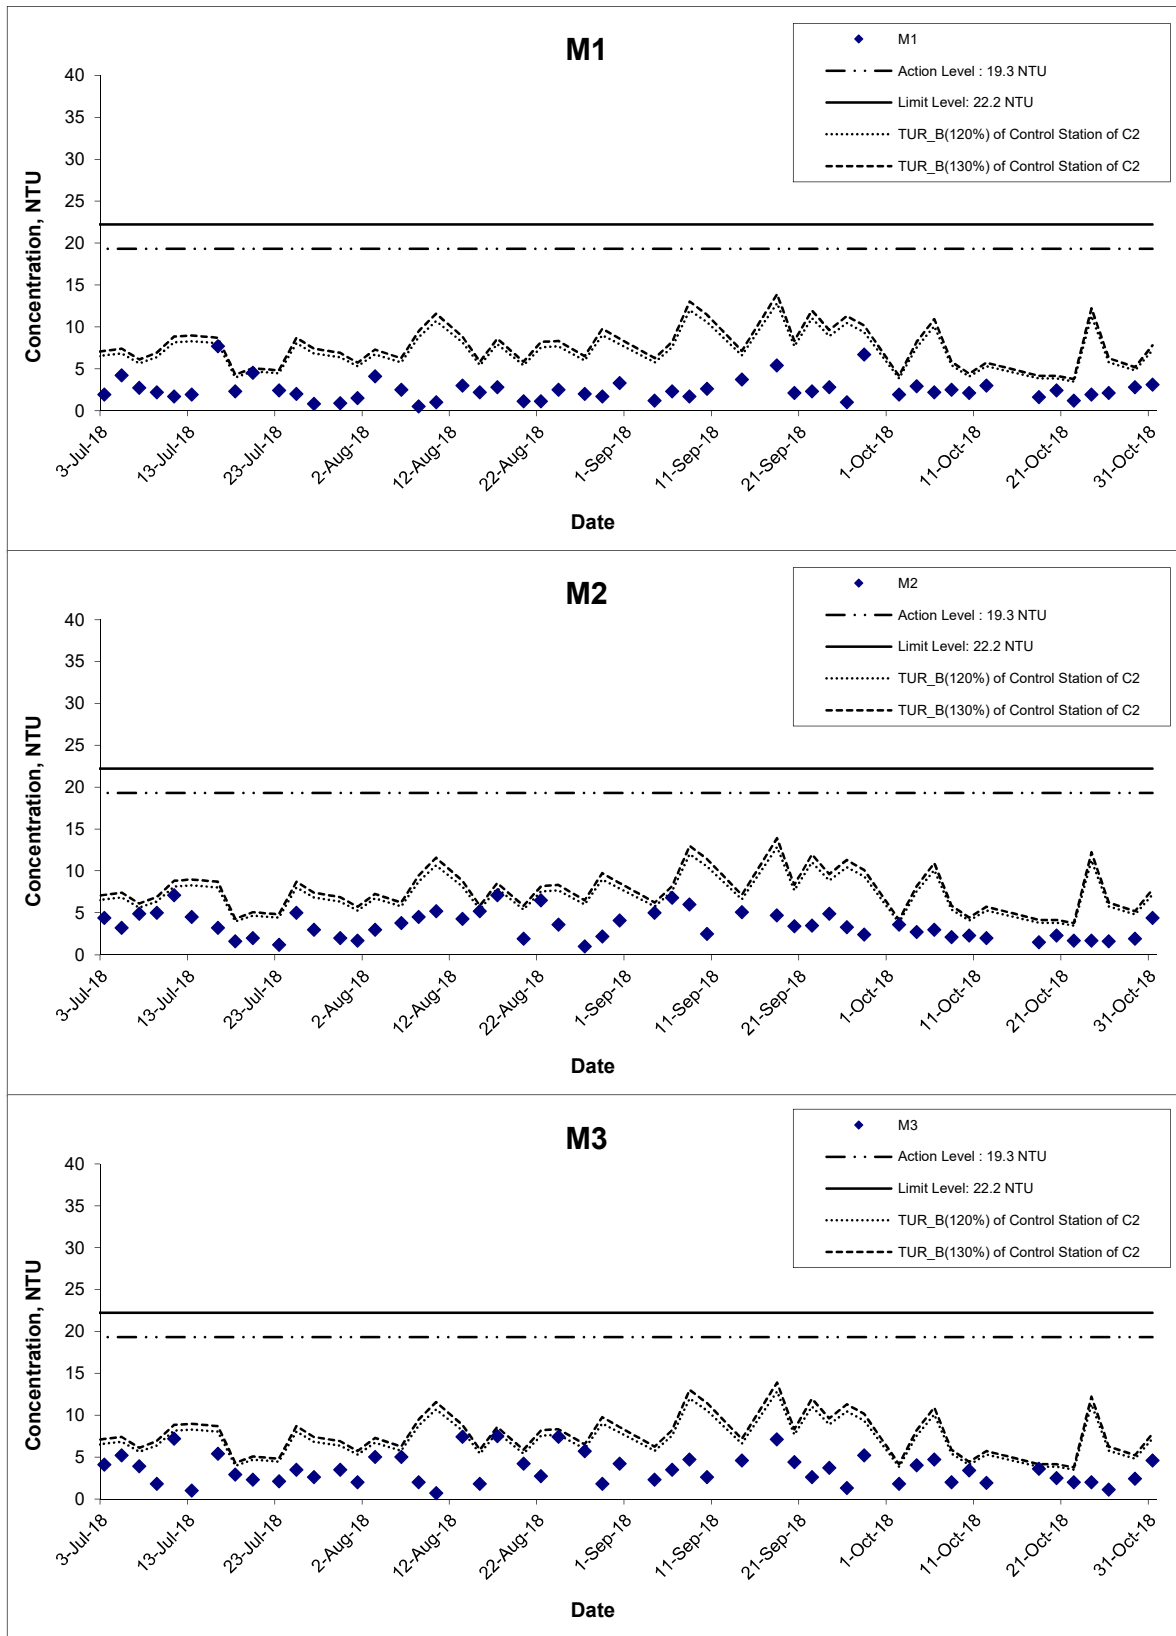 M1
M1
Action Level : 19.3 NTU
Limit Level: 22.2 NTU
TUR_B(120%) of Control Station of C2
TUR_B(130%) of Control Station of C2
Concentration, NTU
40
35
30
25
20
15
10
5
0
3-Jul-18
13-Jul-18
23-Jul-18
2-Aug-18
12-Aug-18
22-Aug-18
1-Sep-18
11-Sep-18
21-Sep-18
1-Oct-18
11-Oct-18
21-Oct-18
31-Oct-18
Date
M2
M2
Action Level : 19.3 NTU
Limit Level: 22.2 NTU
TUR_B(120%) of Control Station of C2
TUR_B(130%) of Control Station of C2
Concentration, NTU
40
35
30
25
20
15
10
5
0
3-Jul-18
13-Jul-18
23-Jul-18
2-Aug-18
12-Aug-18
22-Aug-18
1-Sep-18
11-Sep-18
21-Sep-18
1-Oct-18
11-Oct-18
21-Oct-18
31-Oct-18
Date
M3
M3
Action Level : 19.3 NTU
Limit Level: 22.2 NTU
TUR_B(120%) of Control Station of C2
TUR_B(130%) of Control Station of C2
Concentration, NTU
40
35
30
25
20
15
10
5
0
3-Jul-18
13-Jul-18
23-Jul-18
2-Aug-18
12-Aug-18
22-Aug-18
1-Sep-18
11-Sep-18
21-Sep-18
1-Oct-18
11-Oct-18
21-Oct-18
31-Oct-18
Date